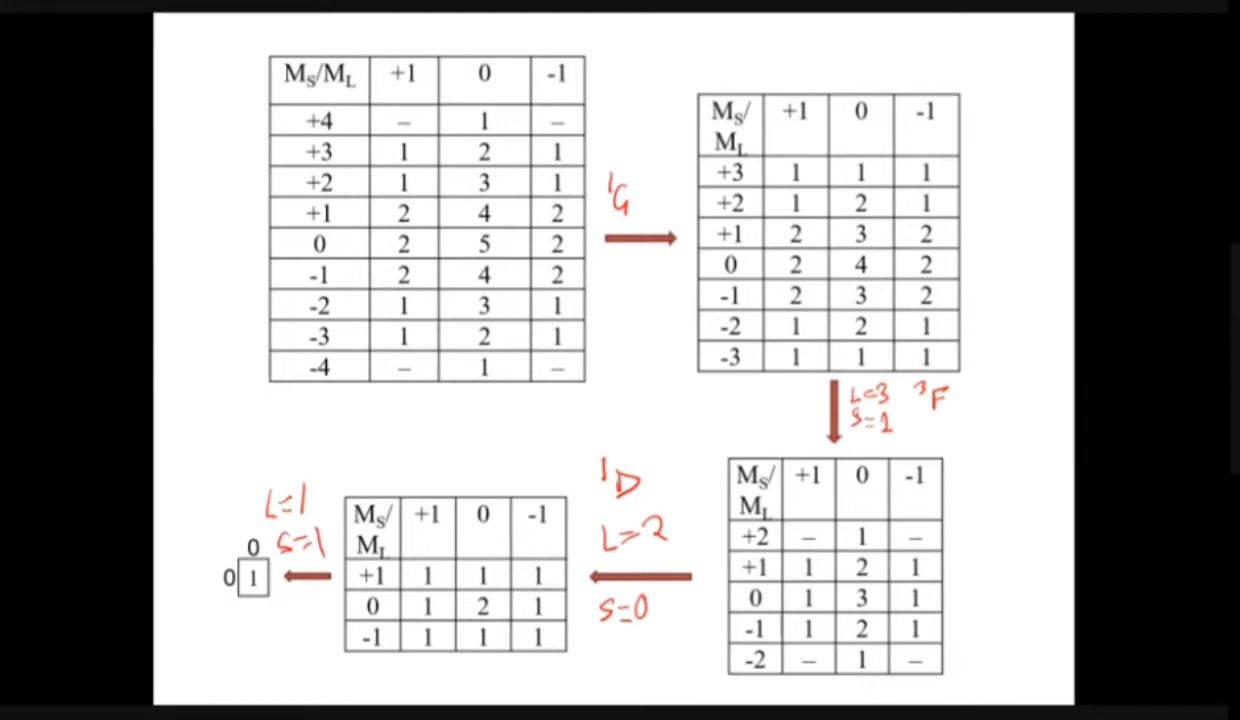 Ms/ML +1 0 -1
+4 – 1 –
+3 1 2 1
+2 1 3 1
+1 2 4 2
0 2 5 2
-1 2 4 2
-2 1 3 1
-3 1 2 1
-4 – 1 –
¹G
Ms/ +1 0 -1
ML
+3 1 1 1
+2 1 2 1
+1 2 3 2
0 2 4 2
-1 2 3 2
-2 1 2 1
-3 1 1 1
L=3 ³F
S=1
Ms/ +1 0 -1
ML
+2 – 1 –
+1 1 2 1
0 1 3 1
-1 1 2 1
-2 – 1 –
¹D
L=2
S=0
Ms/ +1 0 -1
ML
+1 1 1 1
0 1 2 1
-1 1 1 1
L=1
S=1
0
0 1